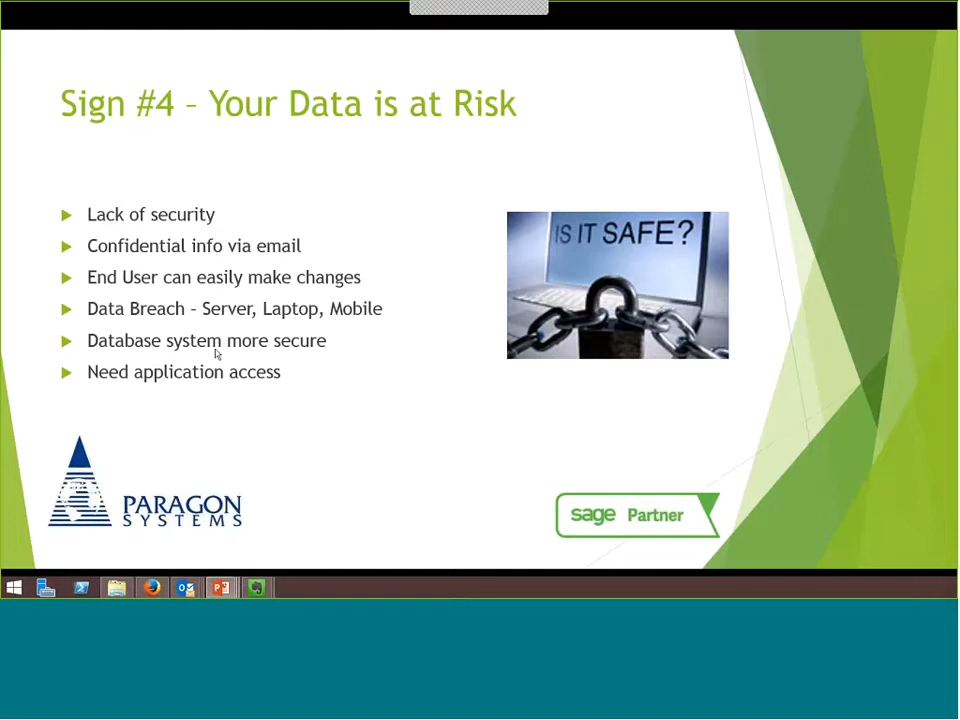 Sign #4 – Your Data is at Risk
Lack of security
Confidential info via email
End User can easily make changes
Data Breach – Server, Laptop, Mobile
Database system more secure
Need application access
IS IT SAFE?
PARAGON
SYSTEMS
sage Partner